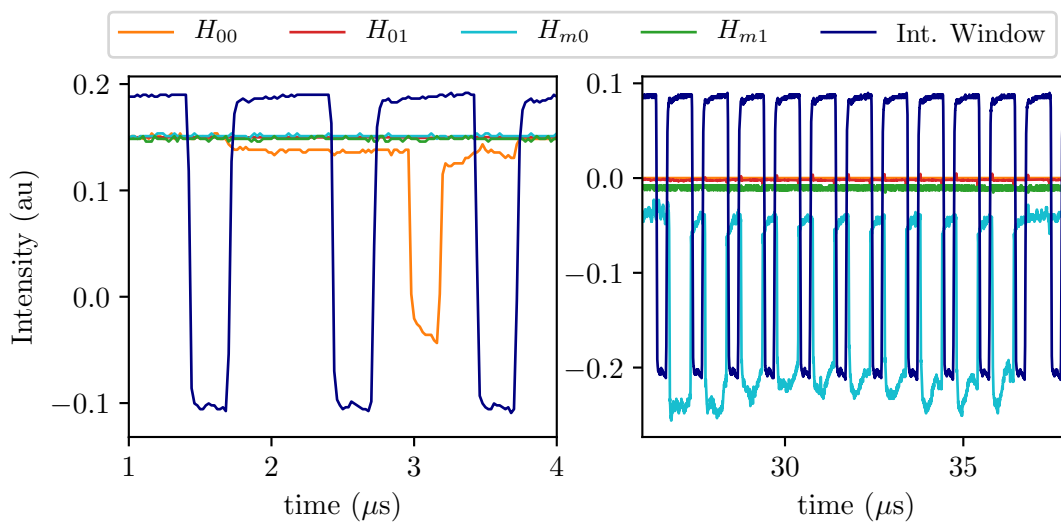 H₀₀ H₀₁ Hₘ₀ Hₘ₁ Int. Window
Intensity (au)
0.2
0.1
0.0
−0.1
1 2 3 4
time (μs)
0.1
0.0
−0.1
−0.2
30 35
time (μs)